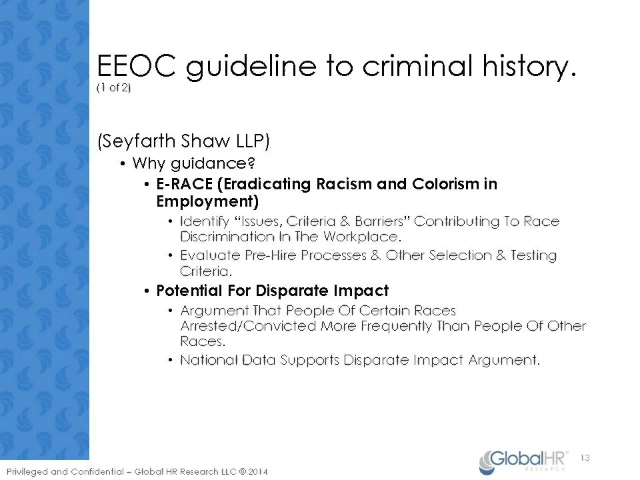 EEOC guideline to criminal history.
(1 of 2)
(Seyfarth Shaw LLP)
• Why guidance?
• E-RACE (Eradicating Racism and Colorism in
Employment)
• Identify “Issues, Criteria & Barriers” Contributing To Race
Discrimination In The Workplace.
• Evaluate Pre-Hire Processes & Other Selection & Testing
Criteria.
• Potential For Disparate Impact
• Argument That People Of Certain Races
Arrested/Convicted More Frequently Than People Of Other
Races.
• National Data Supports Disparate Impact Argument.
GlobalHR®
RESEARCH
13
Privileged and Confidential – Global HR Research LLC © 2014